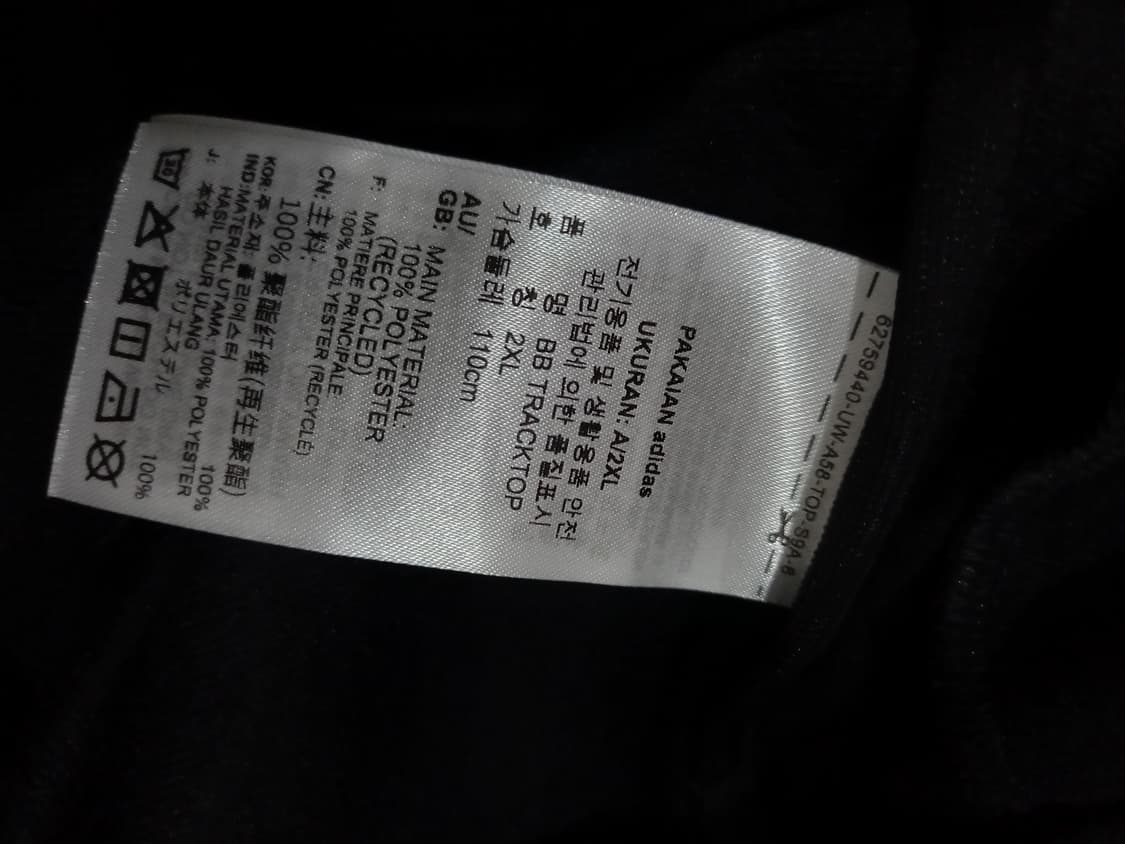 62759440-UW-A58-TOP-S9A-8
PAKAIAN adidas
UKURAN: A/2XL
전기용품 및 생활용품 안전
관리법에 의한 품질표시
품 명 BB TRACKTOP
호 칭 2XL
가슴둘레 110cm
AU/
GB: MAIN MATERIAL:
100% POLYESTER
(RECYCLED)
F: MATIERE PRINCIPALE
100% POLYESTER (RECYCLÉ)
CN: 主料:
100% 聚酯纤维(再生聚酯)
KOR: 주소재: 폴리에스터 100%
IND:MATERIAL UTAMA: 100% POLYESTER
HASIL DAUR ULANG
J: 本体 ポリエステル 100%
30